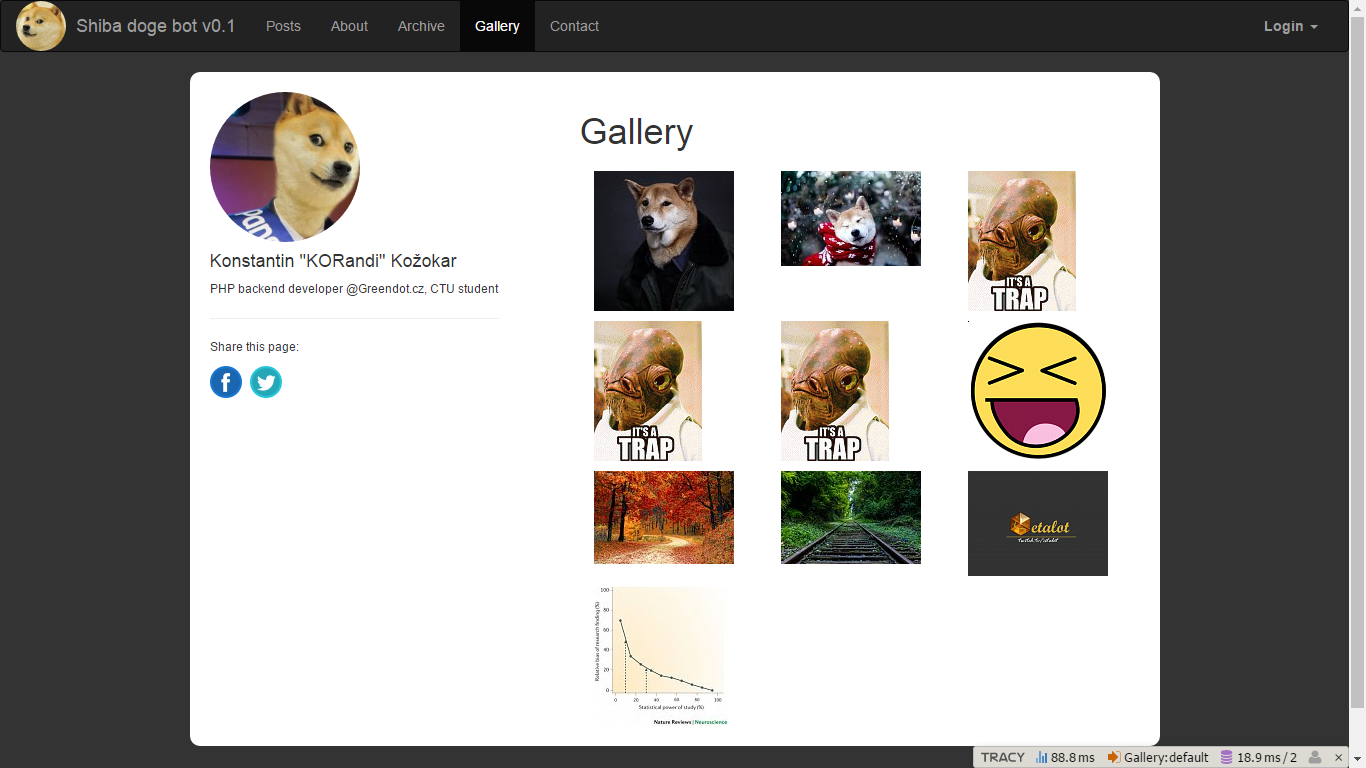 Shiba doge bot v0.1 Posts About Archive Gallery Contact Login
Konstantin "KORandi" Kožokar
PHP backend developer @Greendot.cz, CTU student
Share this page:
Gallery
IT'S A
TRAP
IT'S A
TRAP
IT'S A
TRAP
etalot
Relative bias of research finding (%)
100
80
60
40
20
0
0 20 40 60 80 100
Statistical power of study (%)
Nature Reviews | Neuroscience
TRACY 88.8 ms Gallery:default 18.9 ms / 2 ×